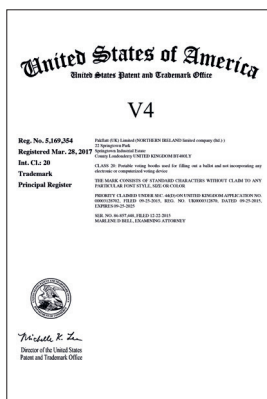 United States of America
United States Patent and Trademark Office
V4
Reg. No. 5,169,354
Registered Mar. 28, 2017
Int. Cl.: 20
Trademark
Principal Register
Pakflatt (UK) Limited (NORTHERN IRELAND limited company (ltd.) )
22 Springtown Park
Springtown Industrial Estate
County Londonderry UNITED KINGDOM BT480LY
CLASS 20: Portable voting booths used for filling out a ballot and not incorporating any
electronic or computerized voting device
THE MARK CONSISTS OF STANDARD CHARACTERS WITHOUT CLAIM TO ANY
PARTICULAR FONT STYLE, SIZE OR COLOR
PRIORITY CLAIMED UNDER SEC. 44(D) ON UNITED KINGDOM APPLICATION NO.
FILED 09-25-2015, REG. NO. DATED 09-25-2015,
EXPIRES 09-25-2025
SER. NO. 86-857,608, FILED 12-22-2015
MARLENE D BELL, EXAMINING ATTORNEY
Michelle K. Lee
Director of the United States
Patent and Trademark Office